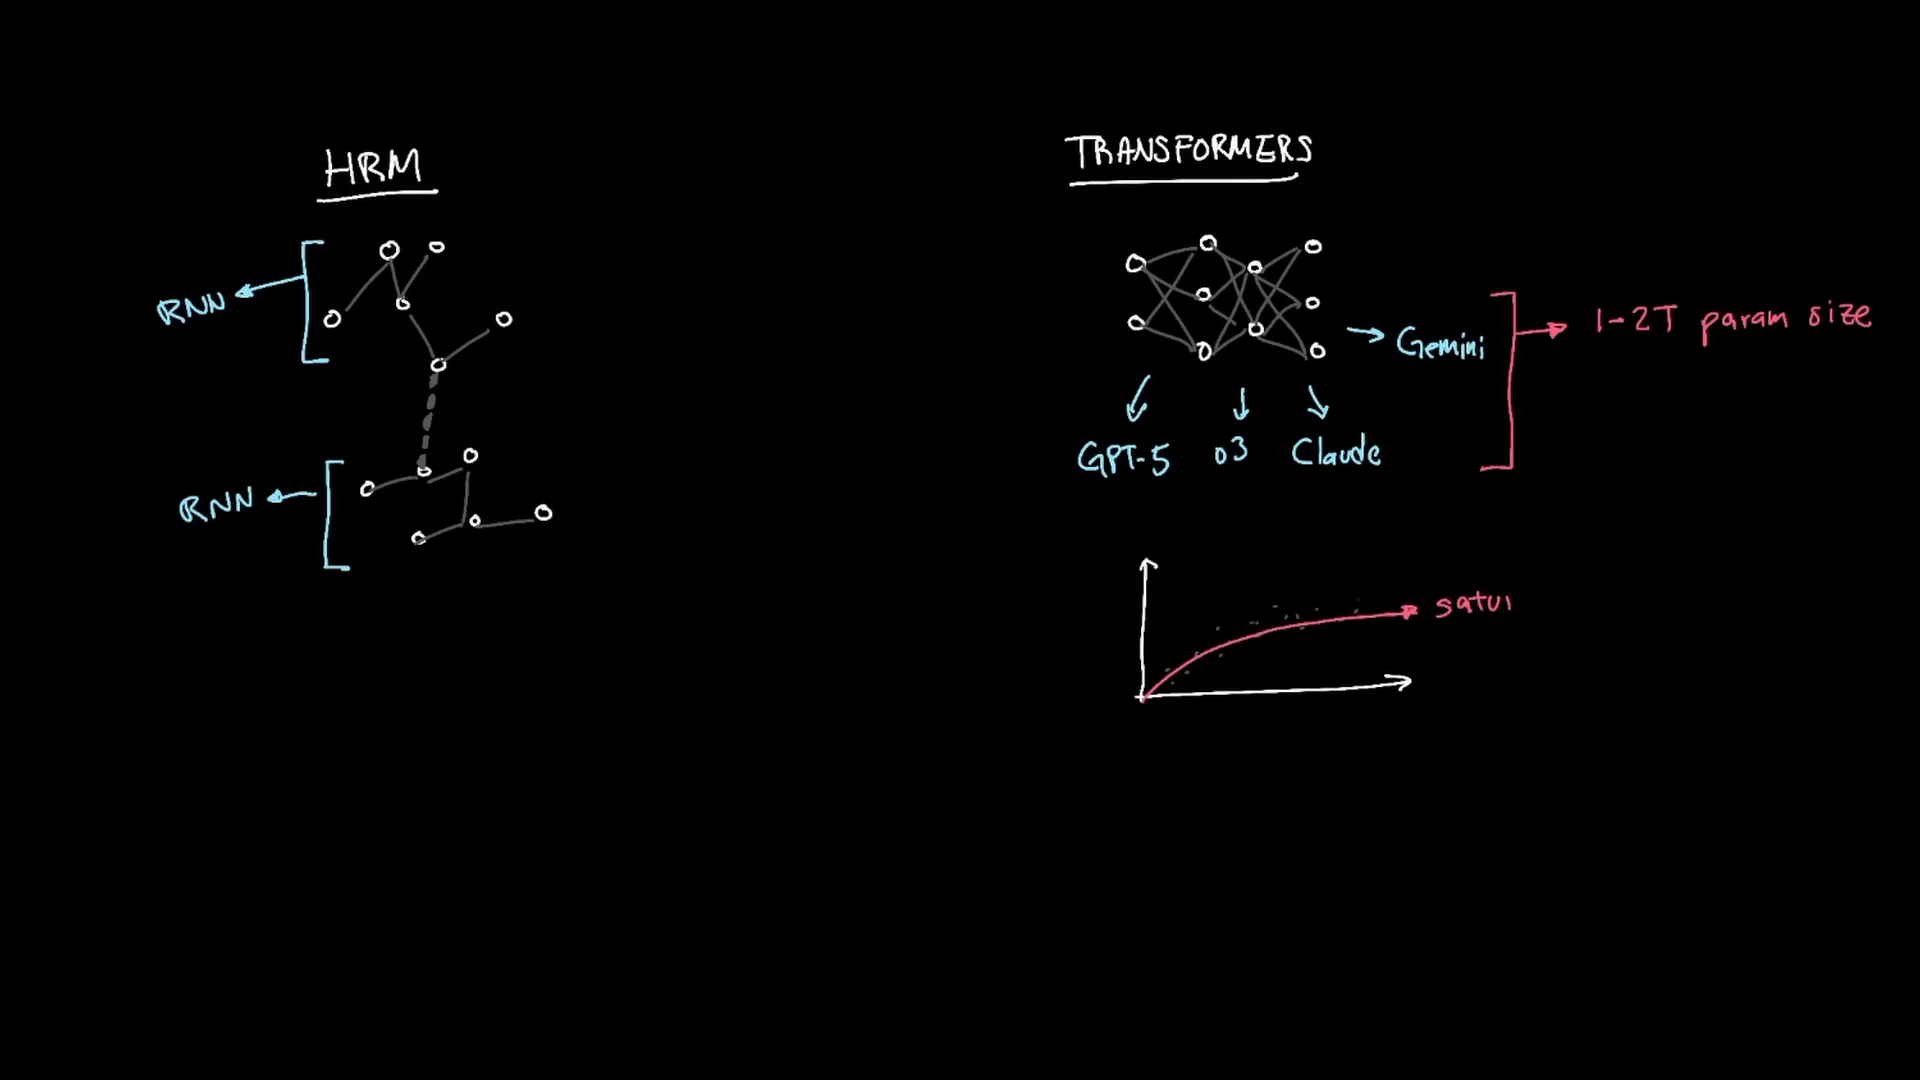 HRM
RNN
RNN
TRANSFORMERS
Gemini
1-2T param size
GPT-5 o3 Claude
satu